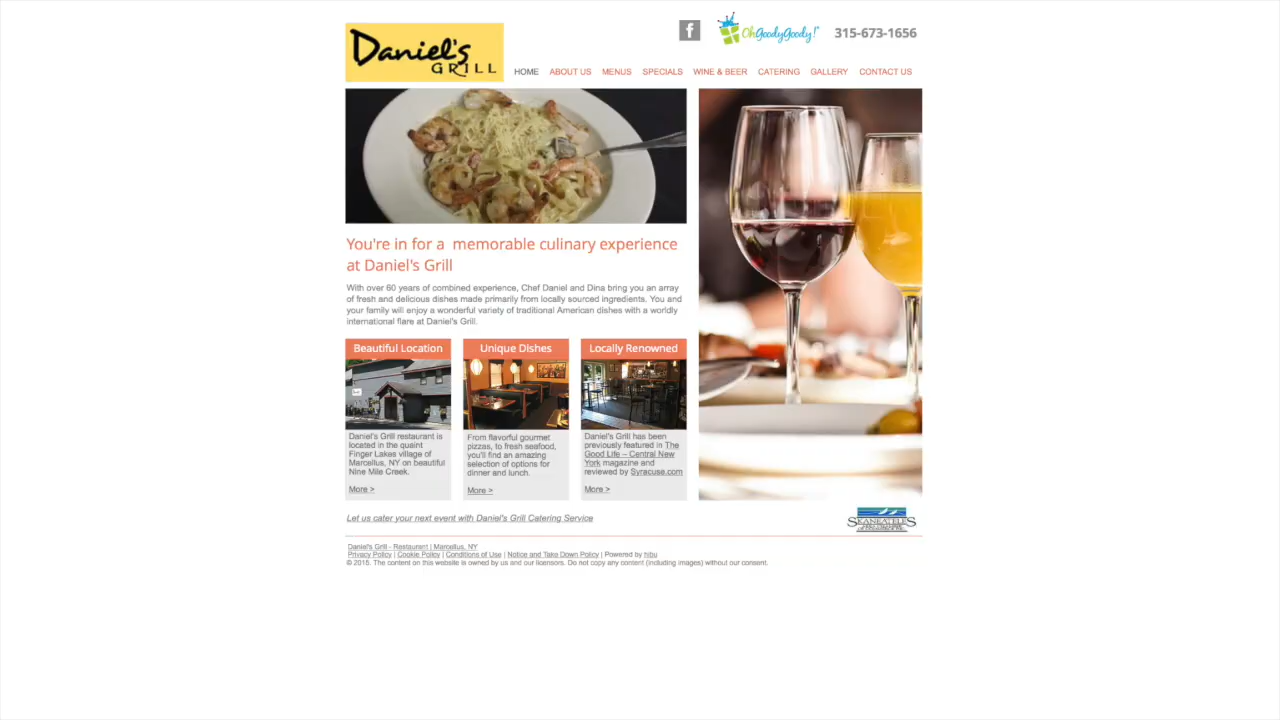 Daniel's
GRILL
f
OhGoodyGoody!
315-673-1656
HOME ABOUT US MENUS SPECIALS WINE & BEER CATERING GALLERY CONTACT US
You're in for a memorable culinary experience
at Daniel's Grill
With over 60 years of combined experience, Chef Daniel and Dina bring you an array
of fresh and delicious dishes made primarily from locally sourced ingredients. You and
your family will enjoy a wonderful variety of traditional American dishes with a worldly
international flare at Daniel's Grill.
Beautiful Location
Daniel's Grill restaurant is
located in the quaint
Finger Lakes village of
Marcellus, NY on beautiful
Nine Mile Creek.
More >
Unique Dishes
From flavorful gourmet
pizzas, to fresh seafood,
you'll find an amazing
selection of options for
dinner and lunch.
More >
Locally Renowned
Daniel's Grill has been
previously featured in The
Good Life – Central New
York magazine and
reviewed by Syracuse.com
More >
Let us cater your next event with Daniel's Grill Catering Service
SKANEATELES
Daniel's Grill - Restaurant | Marcellus, NY
Privacy Policy | Cookie Policy | Conditions of Use | Notice and Take Down Policy | Powered by hibu
© 2015. The content on this website is owned by us and our licensors. Do not copy any content (including images) without our consent.